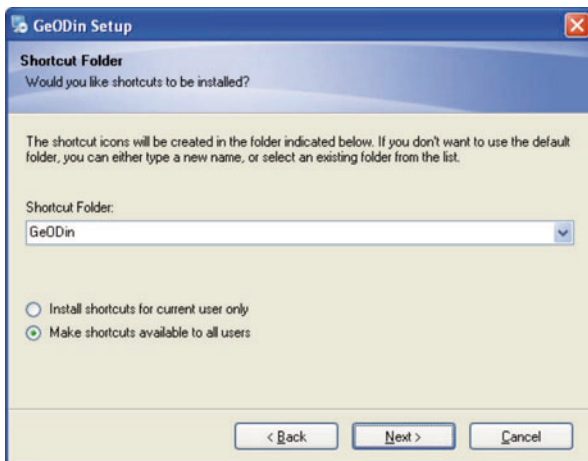 GeODin Setup
Shortcut Folder
Would you like shortcuts to be installed?
The shortcut icons will be created in the folder indicated below. If you don't want to use the default
folder, you can either type a new name, or select an existing folder from the list.
Shortcut Folder:
GeODin
Install shortcuts for current user only
Make shortcuts available to all users
< Back Next > Cancel